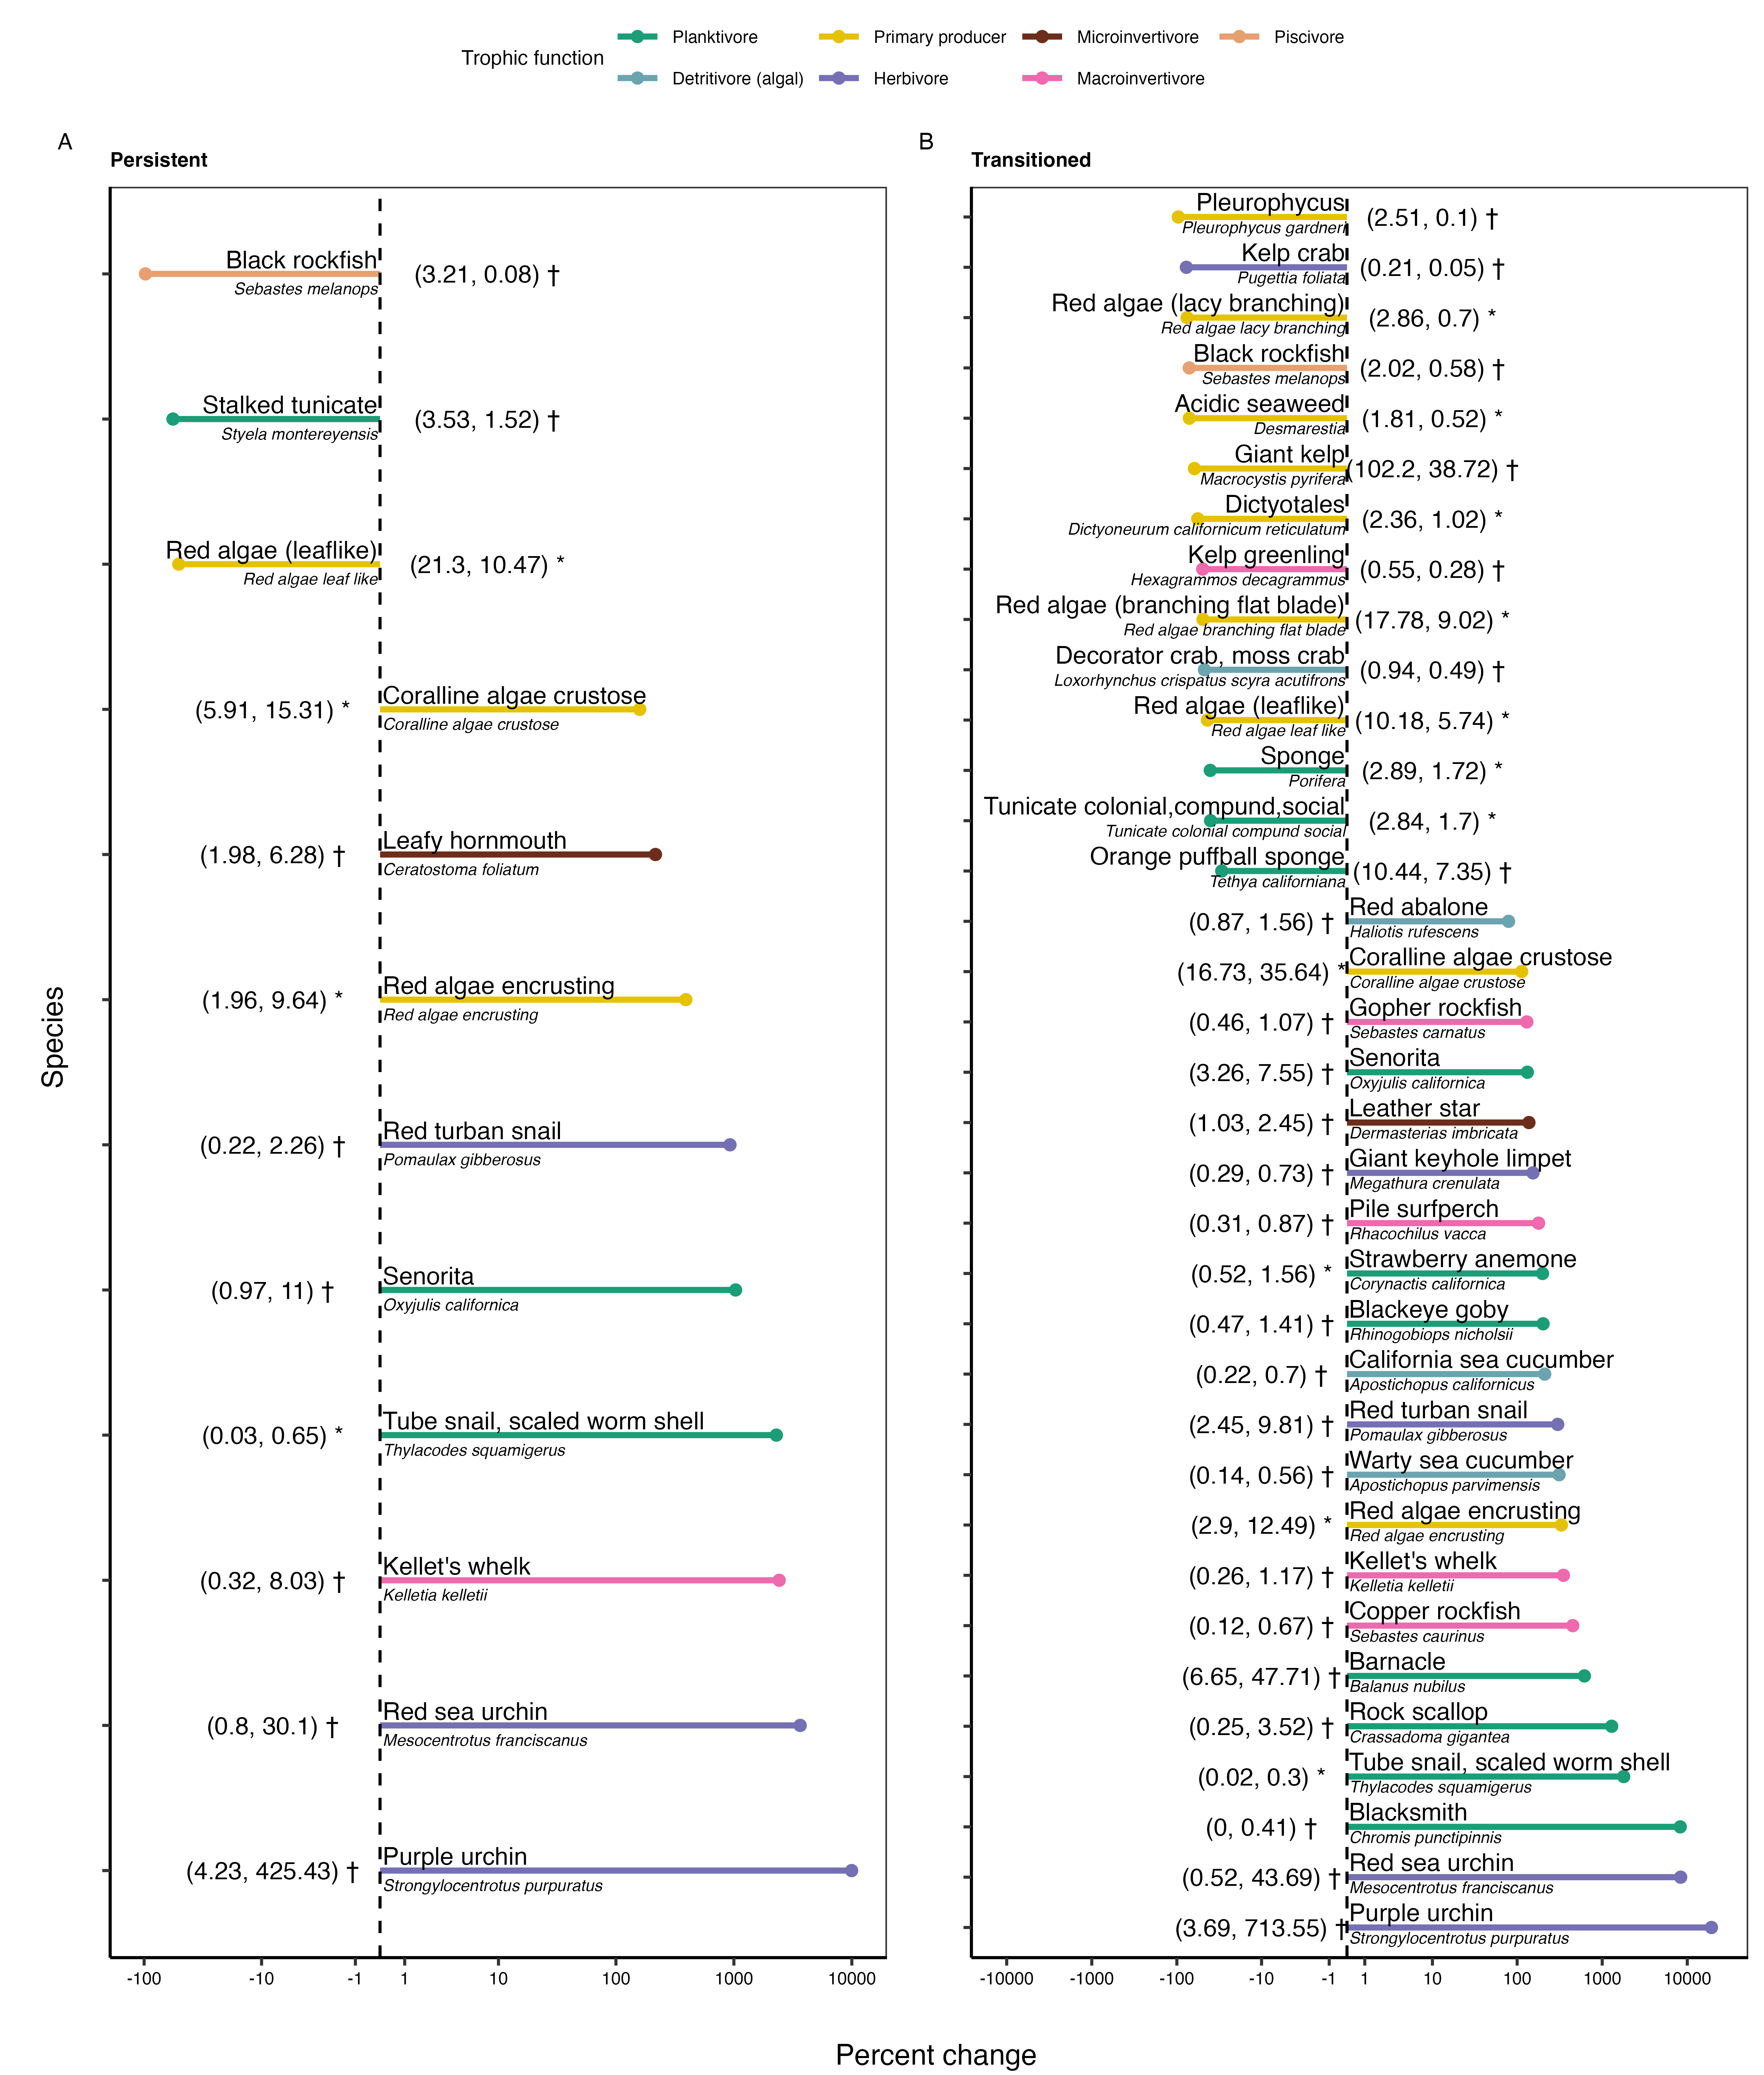 Trophic function
Planktivore
Primary producer
Microinvertivore
Piscivore
Detritivore (algal)
Herbivore
Macroinvertivore
A
Persistent
Species
Black rockfish
Sebastes melanops
(3.21, 0.08) †
Stalked tunicate
Styela montereyensis
(3.53, 1.52) †
Red algae (leaflike)
Red algae leaf like
(21.3, 10.47) *
(5.91, 15.31) *
Coralline algae crustose
Coralline algae crustose
(1.98, 6.28) †
Leafy hornmouth
Ceratostoma foliatum
(1.96, 9.64) *
Red algae encrusting
Red algae encrusting
(0.22, 2.26) †
Red turban snail
Pomaulax gibberosus
(0.97, 11) †
Senorita
Oxyjulis californica
(0.03, 0.65) *
Tube snail, scaled worm shell
Thylacodes squamigerus
(0.32, 8.03) †
Kellet's whelk
Kelletia kelletii
(0.8, 30.1) †
Red sea urchin
Mesocentrotus franciscanus
(4.23, 425.43) †
Purple urchin
Strongylocentrotus purpuratus
-100 -10 -1 1 10 100 1000 10000
B
Transitioned
Pleurophycus
Pleurophycus gardneri
(2.51, 0.1) †
Kelp crab
Pugettia foliata
(0.21, 0.05) †
Red algae (lacy branching)
Red algae lacy branching
(2.86, 0.7) *
Black rockfish
Sebastes melanops
(2.02, 0.58) †
Acidic seaweed
Desmarestia
(1.81, 0.52) *
Giant kelp
Macrocystis pyrifera
(102.2, 38.72) †
Dictyotales
Dictyoneurum californicum reticulatum
(2.36, 1.02) *
Kelp greenling
Hexagrammos decagrammus
(0.55, 0.28) †
Red algae (branching flat blade)
Red algae branching flat blade
(17.78, 9.02) *
Decorator crab, moss crab
Loxorhynchus crispatus scyra acutifrons
(0.94, 0.49) †
Red algae (leaflike)
Red algae leaf like
(10.18, 5.74) *
Sponge
Porifera
(2.89, 1.72) *
Tunicate colonial,compund,social
Tunicate colonial compund social
(2.84, 1.7) *
Orange puffball sponge
Tethya californiana
(10.44, 7.35) †
(0.87, 1.56) †
Red abalone
Haliotis rufescens
(16.73, 35.64) *
Coralline algae crustose
Coralline algae crustose
(0.46, 1.07) †
Gopher rockfish
Sebastes carnatus
(3.26, 7.55) †
Senorita
Oxyjulis californica
(1.03, 2.45) †
Leather star
Dermasterias imbricata
(0.29, 0.73) †
Giant keyhole limpet
Megathura crenulata
(0.31, 0.87) †
Pile surfperch
Rhacochilus vacca
(0.52, 1.56) *
Strawberry anemone
Corynactis californica
(0.47, 1.41) †
Blackeye goby
Rhinogobiops nicholsii
(0.22, 0.7) †
California sea cucumber
Apostichopus californicus
(2.45, 9.81) †
Red turban snail
Pomaulax gibberosus
(0.14, 0.56) †
Warty sea cucumber
Apostichopus parvimensis
(2.9, 12.49) *
Red algae encrusting
Red algae encrusting
(0.26, 1.17) †
Kellet's whelk
Kelletia kelletii
(0.12, 0.67) †
Copper rockfish
Sebastes caurinus
(6.65, 47.71) †
Barnacle
Balanus nubilus
(0.25, 3.52) †
Rock scallop
Crassadoma gigantea
(0.02, 0.3) *
Tube snail, scaled worm shell
Thylacodes squamigerus
(0, 0.41) †
Blacksmith
Chromis punctipinnis
(0.52, 43.69) †
Red sea urchin
Mesocentrotus franciscanus
(3.69, 713.55) †
Purple urchin
Strongylocentrotus purpuratus
-10000 -1000 -100 -10 -1 1 10 100 1000 10000
Percent change